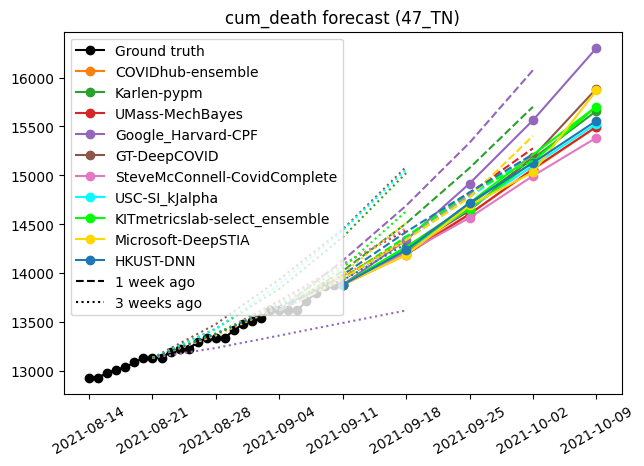 cum_death forecast (47_TN)
Ground truth
COVIDhub-ensemble
Karlen-pypm
UMass-MechBayes
Google_Harvard-CPF
GT-DeepCOVID
SteveMcConnell-CovidComplete
USC-SI_kJalpha
KITmetricslab-select_ensemble
Microsoft-DeepSTIA
HKUST-DNN
1 week ago
3 weeks ago
16000
15500
15000
14500
14000
13500
13000
2021-08-14
2021-08-21
2021-08-28
2021-09-04
2021-09-11
2021-09-18
2021-09-25
2021-10-02
2021-10-09